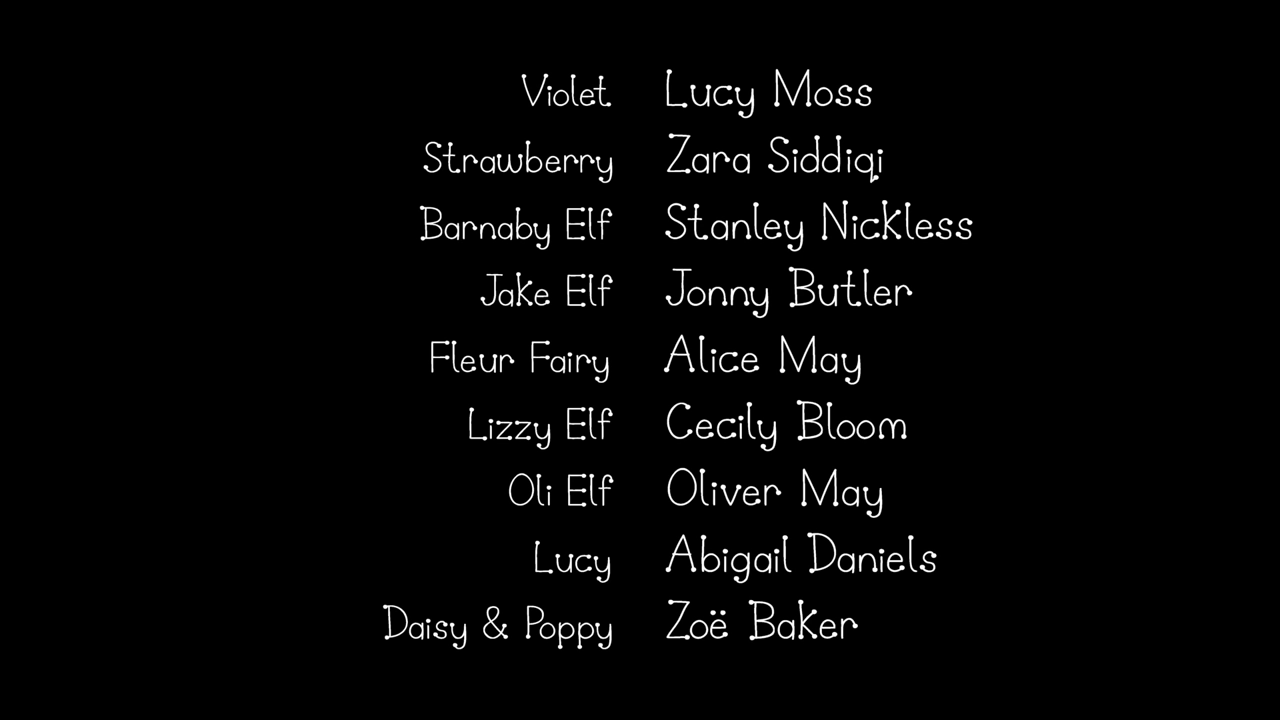 Violet Lucy Moss
Strawberry Zara Siddiqi
Barnaby Elf Stanley Nickless
Jake Elf Jonny Butler
Fleur Fairy Alice May
Lizzy Elf Cecily Bloom
Oli Elf Oliver May
Lucy Abigail Daniels
Daisy & Poppy Zoë Baker